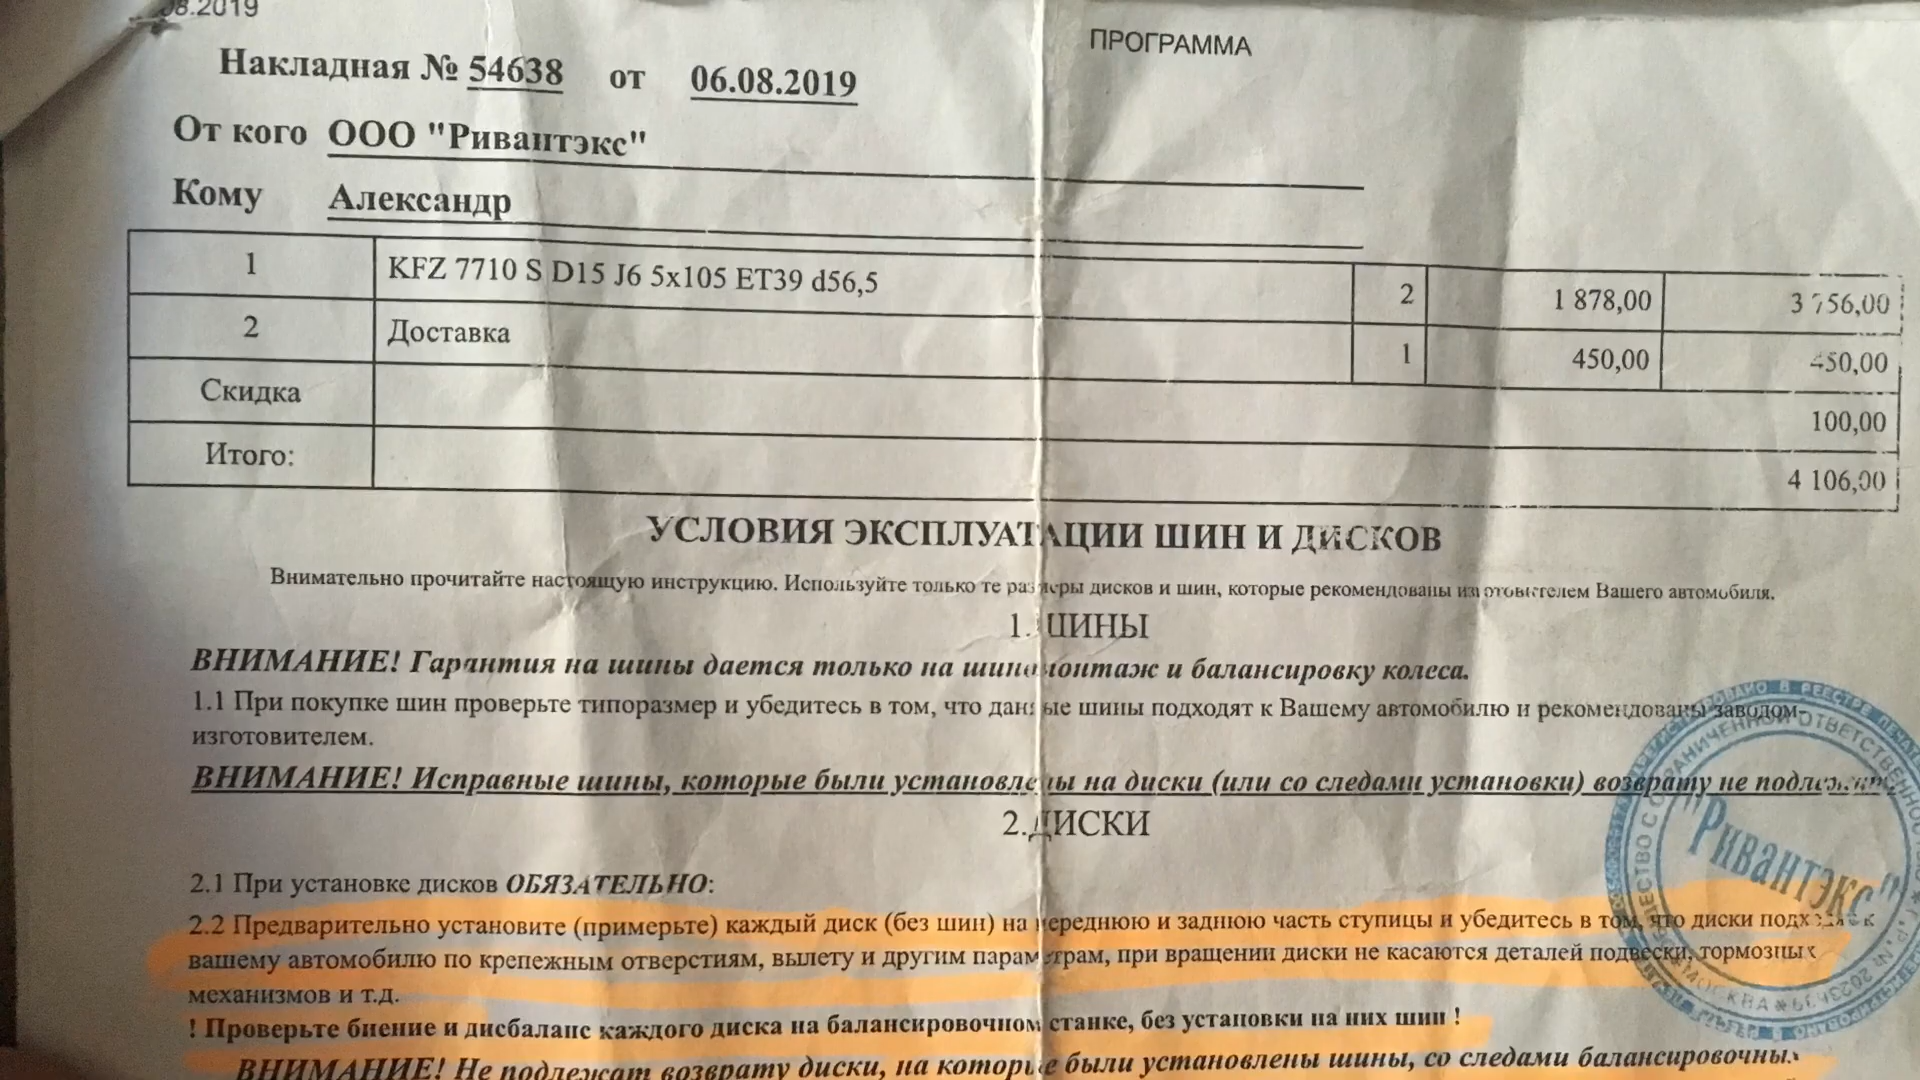 08.2019
ПРОГРАММА
Накладная № 54638 от 06.08.2019
От кого ООО "Ривантэкс"
Кому Александр
1 KFZ 7710 S D15 J6 5x105 ET39 d56,5 2 1 878,00 3 756,00
2 Доставка 1 450,00 450,00
Скидка 100,00
Итого: 4 106,00
УСЛОВИЯ ЭКСПЛУАТАЦИИ ШИН И ДИСКОВ
Внимательно прочитайте настоящую инструкцию. Используйте только те размеры дисков и шин, которые рекомендованы изготовителем Вашего автомобиля.
1. ШИНЫ
ВНИМАНИЕ! Гарантия на шины дается только на шиномонтаж и балансировку колеса.
1.1 При покупке шин проверьте типоразмер и убедитесь в том, что данные шины подходят к Вашему автомобилю и рекомендованы заводом-
изготовителем.
ВНИМАНИЕ! Исправные шины, которые были установлены на диски (или со следами установки) возврату не подлежат
2.ДИСКИ
"Ривантэкс"
2.1 При установке дисков ОБЯЗАТЕЛЬНО:
2.2 Предварительно установите (примерьте) каждый диск (без шин) на переднюю и заднюю часть ступицы и убедитесь в том, что диски подходят к
вашему автомобилю по крепежным отверстиям, вылету и другим параметрам, при вращении диски не касаются деталей подвески, тормозных
механизмов и т.д.
! Проверьте биение и дисбаланс каждого диска на балансировочном станке, без установки на них шин !
ВНИМАНИЕ! Не подлежат возврату диски, на которые были установлены шины, со следами балансировочных